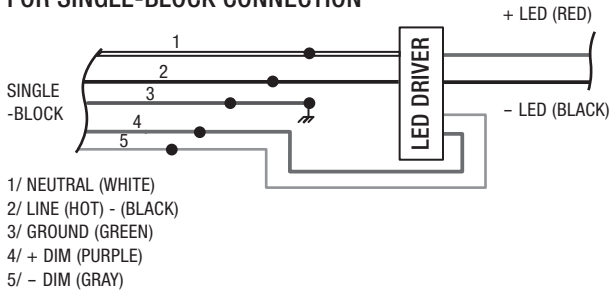 FOR SINGLE-BLOCK CONNECTION
+ LED (RED)
1
2
3
4
5
SINGLE
-BLOCK
LED DRIVER
– LED (BLACK)
1/ NEUTRAL (WHITE)
2/ LINE (HOT) - (BLACK)
3/ GROUND (GREEN)
4/ + DIM (PURPLE)
5/ – DIM (GRAY)